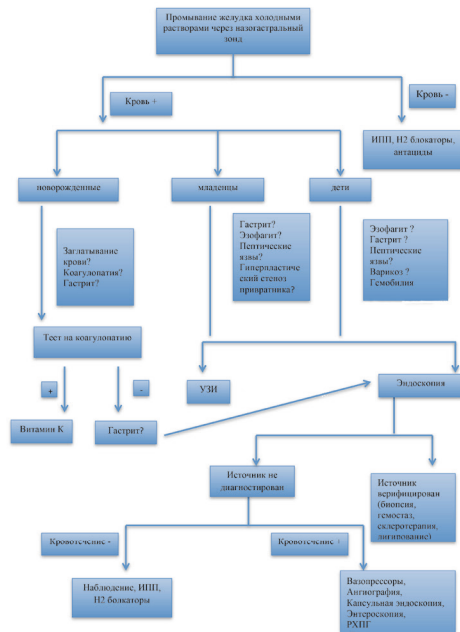 Промывание желудка холодными
растворами через назогастральный
зонд
Кровь +
Кровь -
ИПП, Н2 блокаторы,
антациды
новорожденные
младенцы
дети
Заглатывание
крови?
Коагулопатия?
Гастрит?
Гастрит?
Эзофагит?
Пептические
язвы?
Гиперпластич
еский стеноз
привратника?
Эзофагит ?
Гастрит ?
Пептические
язвы?
Варикоз ?
Гемобилия
Тест на коагулопатию
+
-
Витамин К
Гастрит?
УЗИ
Эндоскопия
Источник не
диагностирован
Источник
верифицирован
(биопсия,
гемостаз,
склеротерапия,
лигирование)
Кровотечение -
Кровотечение +
Наблюдение, ИПП,
Н2 болкаторы
Вазопрессоры,
Ангиография,
Капсульная эндоскопия,
Энтероскопия,
РХПГ